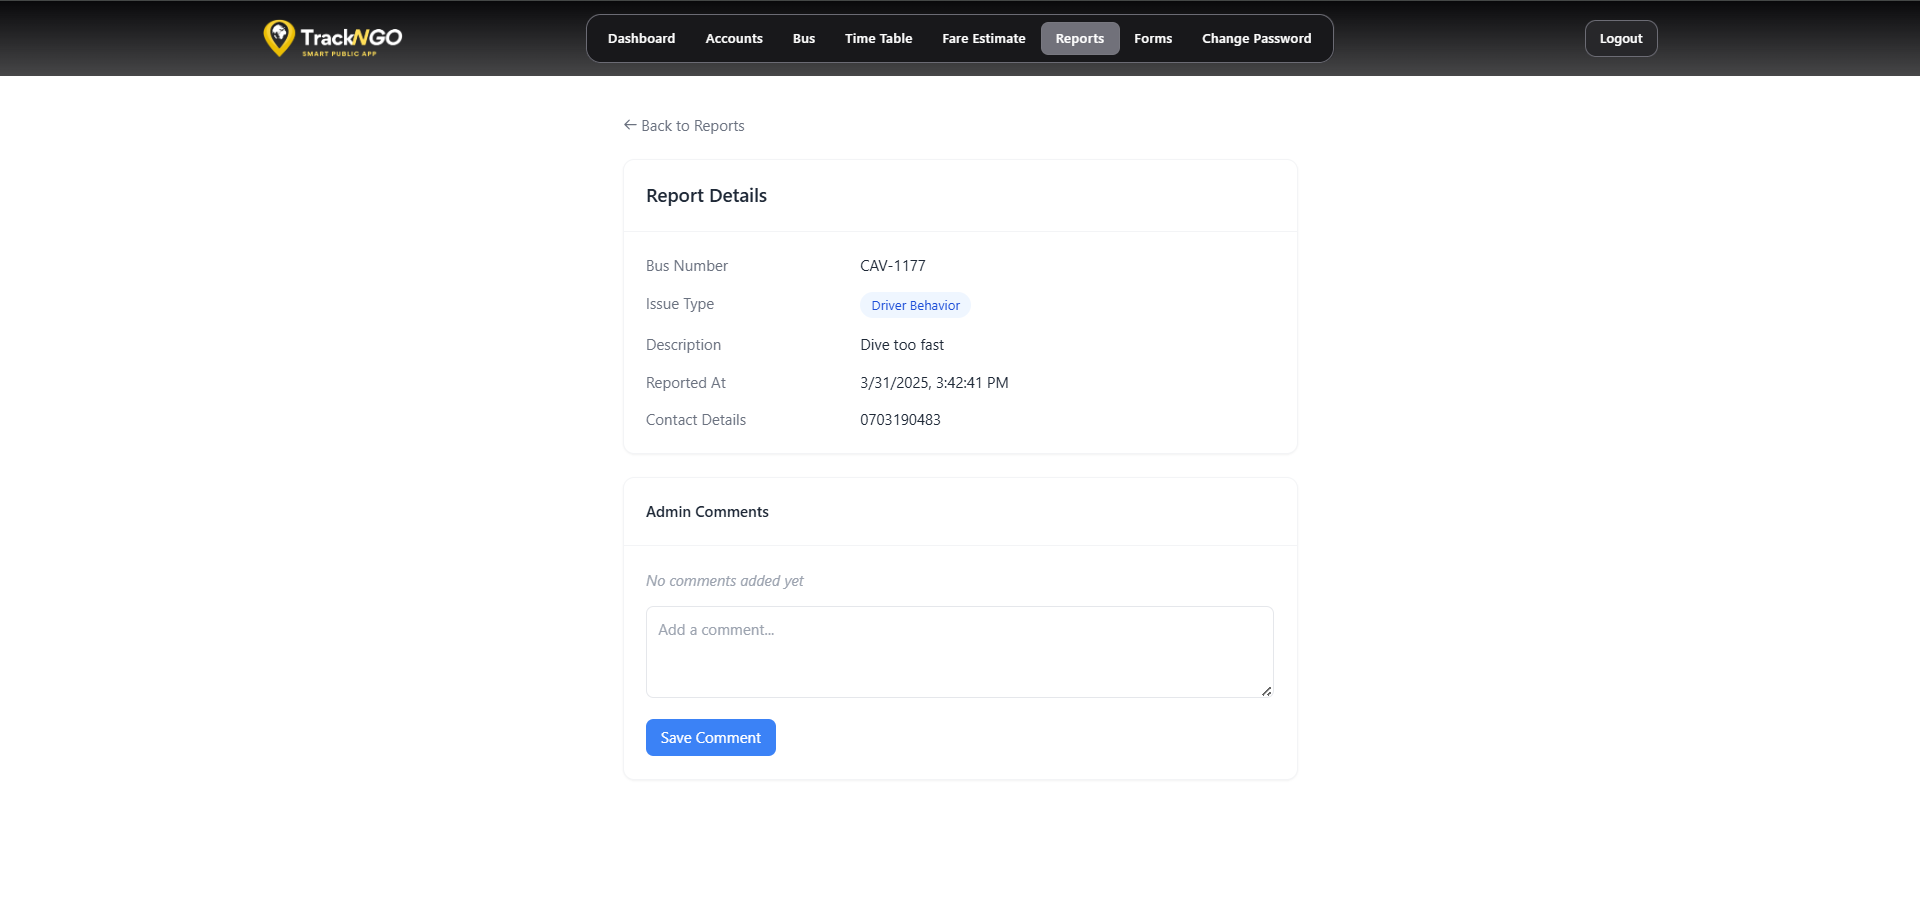 TrackNGO
SMART PUBLIC APP
Dashboard Accounts Bus Time Table Fare Estimate Reports Forms Change Password
Logout
← Back to Reports
Report Details
Bus Number CAV-1177
Issue Type Driver Behavior
Description Dive too fast
Reported At 3/31/2025, 3:42:41 PM
Contact Details 0703190483
Admin Comments
No comments added yet
Add a comment...
Save Comment